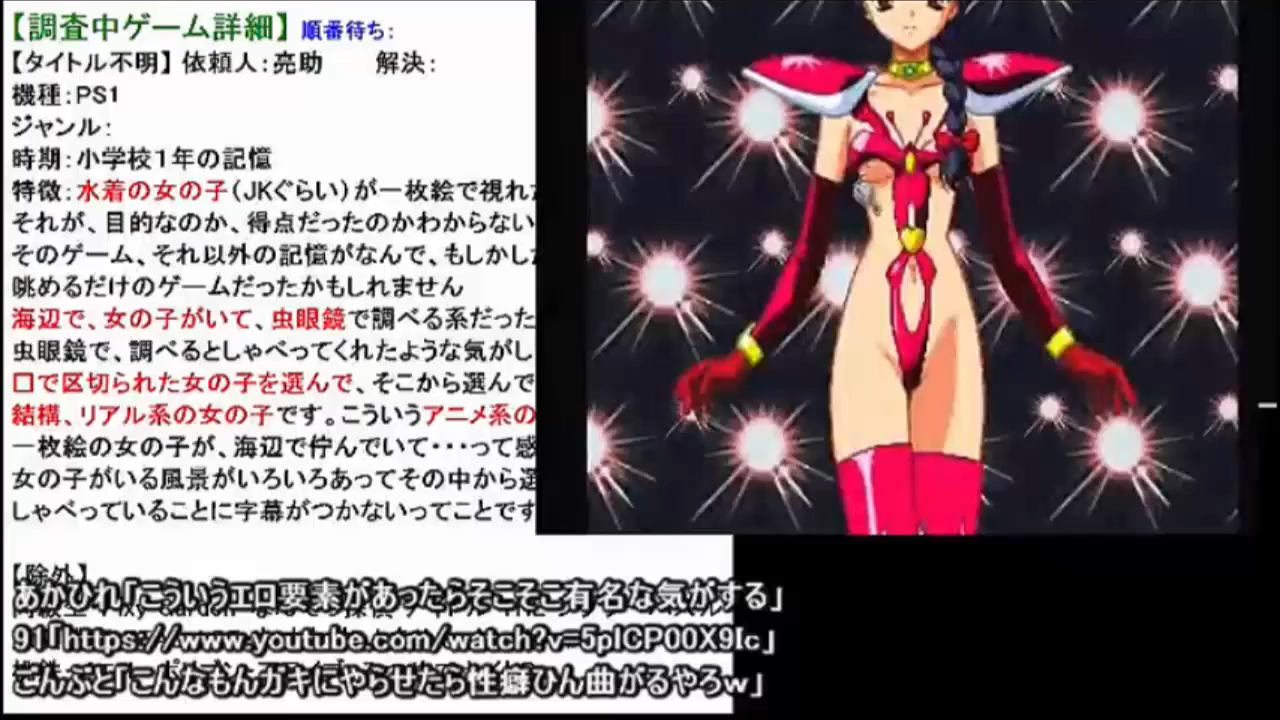 【調査中ゲーム詳細】 順番待ち:
【タイトル不明】 依頼人:亮助　　解決:
機種:PS1
ジャンル:
時期:小学校1年の記憶
特徴:水着の女の子(JKぐらい)が一枚絵で視れた
それが、目的なのか、得点だったのかわからない
そのゲーム、それ以外の記憶がなんで、もしかした
眺めるだけのゲームだったかもしれません
海辺で、女の子がいて、虫眼鏡で調べる系だった
虫眼鏡で、調べるとしゃべってくれたような気がし
口で区切られた女の子を選んで、そこから選んで
結構、リアル系の女の子です。こういうアニメ系の
一枚絵の女の子が、海辺で佇んでいて・・・って感
女の子がいる風景がいろいろあってその中から選
しゃべっていることに字幕がつかないってことです
【除外】
あかひれ「こういうエロ要素があったらそこそこ有名な気がする」
91「https://www.youtube.com/watch?v=5pICP00X9Ic」
こんぶと「こんなもんガキにやらせたら性癖ひん曲がるやろｗ」